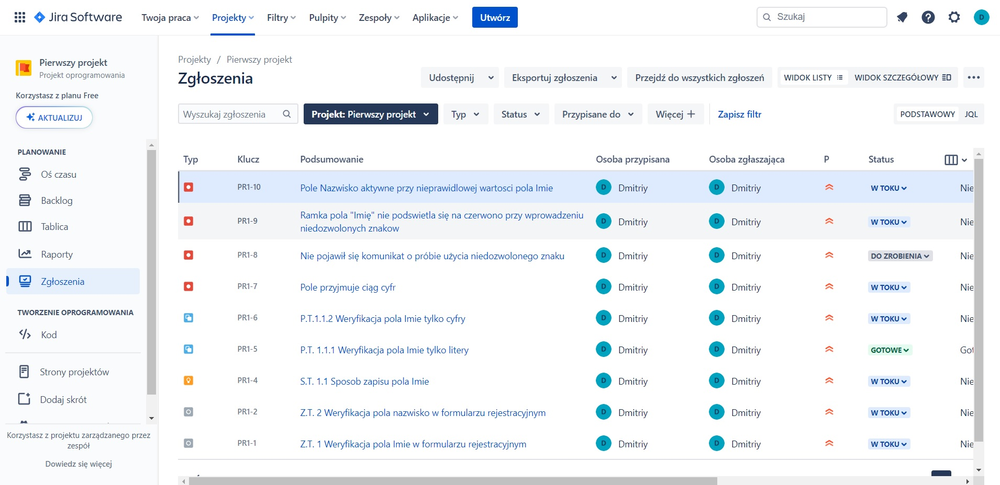 Jira Software
Twoja praca
Projekty
Filtry
Pulpity
Zespoły
Aplikacje
Utwórz
Szukaj
D
Pierwszy projekt
Projekt oprogramowania
Korzystasz z planu Free
AKTUALIZUJ
PLANOWANIE
Oś czasu
Backlog
Tablica
Raporty
Zgłoszenia
TWORZENIE OPROGRAMOWANIA
Kod
Strony projektów
Dodaj skrót
Korzystasz z projektu zarządzanego przez
zespół
Dowiedz się więcej
Projekty / Pierwszy projekt
Zgłoszenia
Udostępnij
Eksportuj zgłoszenia
Przejdź do wszystkich zgłoszeń
WIDOK LISTY
WIDOK SZCZEGÓŁOWY
Wyszukaj zgłoszenia
Projekt: Pierwszy projekt
Typ
Status
Przypisane do
Więcej +
Zapisz filtr
PODSTAWOWY
JQL
Typ Klucz Podsumowanie Osoba przypisana Osoba zgłaszająca P Status
PR1-10 Pole Nazwisko aktywne przy nieprawidlowej wartosci pola Imie D Dmitriy D Dmitriy W TOKU Nie
PR1-9 Ramka pola "Imię" nie podswietla się na czerwono przy wprowadzeniu
niedozwolonych znakow D Dmitriy D Dmitriy W TOKU Nie
PR1-8 Nie pojawił się komunikat o próbie użycia niedozwolonego znaku D Dmitriy D Dmitriy DO ZROBIENIA Nie
PR1-7 Pole przyjmuje ciąg cyfr D Dmitriy D Dmitriy W TOKU Nie
PR1-6 P.T.1.1.2 Weryfikacja pola Imie tylko cyfry D Dmitriy D Dmitriy W TOKU Nie
PR1-5 P.T. 1.1.1 Weryfikacja pola Imie tylko litery D Dmitriy D Dmitriy GOTOWE Got
PR1-4 S.T. 1.1 Sposob zapisu pola Imie D Dmitriy D Dmitriy W TOKU Nie
PR1-2 Z.T. 2 Weryfikacja pola nazwisko w formularzu rejestracyjnym D Dmitriy D Dmitriy W TOKU Nie
PR1-1 Z.T. 1 Weryfikacja pola Imie w formularzu rejestracyjnym D Dmitriy D Dmitriy W TOKU Nie